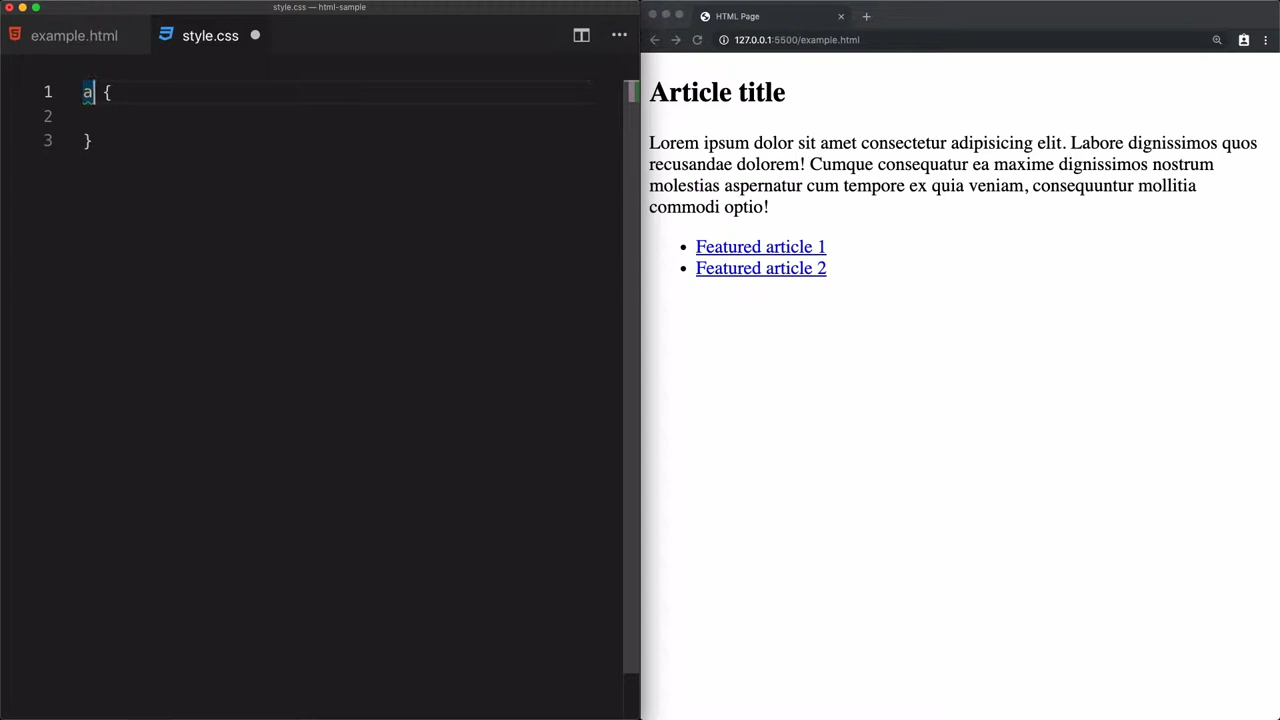 style.css — html-sample
example.html
style.css
1 a {
2
3 }
HTML Page
127.0.0.1:5500/example.html
Article title
Lorem ipsum dolor sit amet consectetur adipisicing elit. Labore dignissimos quos
recusandae dolorem! Cumque consequatur ea maxime dignissimos nostrum
molestias aspernatur cum tempore ex quia veniam, consequuntur mollitia
commodi optio!
• Featured article 1
• Featured article 2